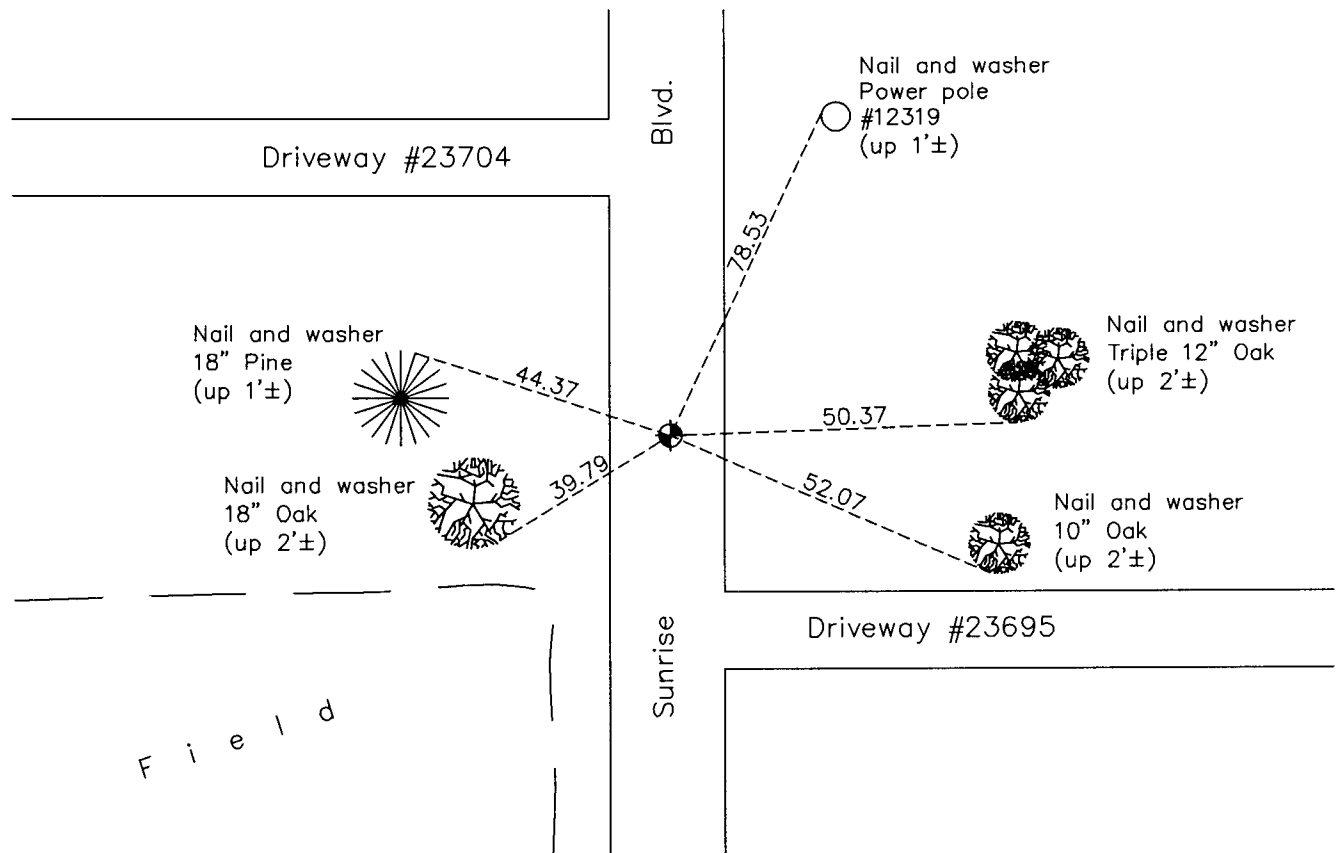 Nail and washer
Power pole
#12319
(up 1'±)
Blvd.
Driveway #23704
78.53
Nail and washer
18" Pine
(up 1'±)
44.37
Nail and washer
Triple 12" Oak
(up 2'±)
50.37
39.79
Nail and washer
18" Oak
(up 2'±)
52.07
Nail and washer
10" Oak
(up 2'±)
Sunrise
Driveway #23695
Field